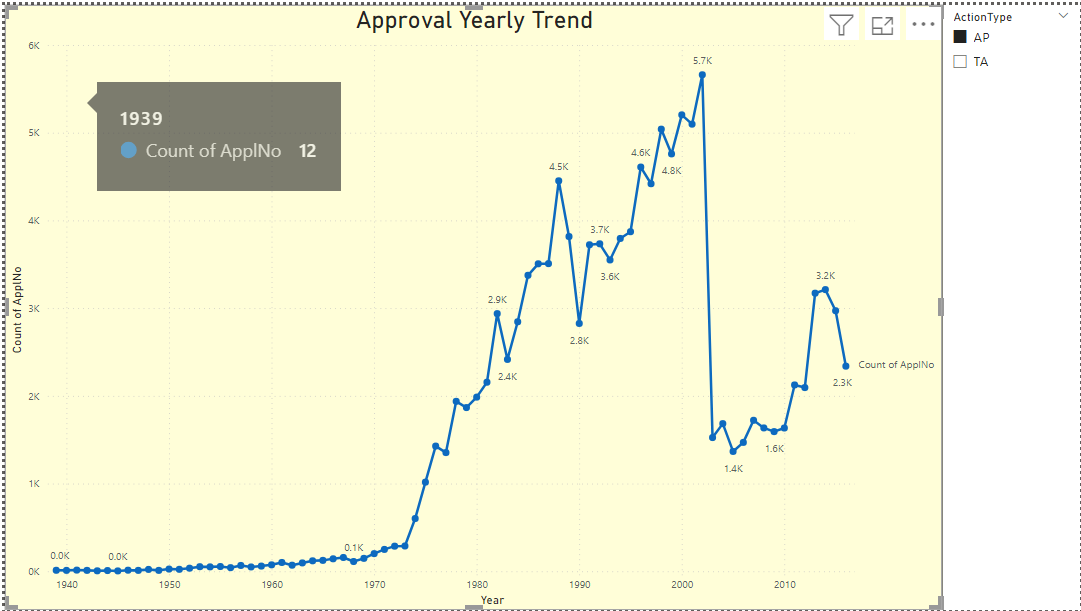 Approval Yearly Trend
ActionType
AP
TA
6K
5K
4K
3K
2K
1K
0K
Count of ApplNo
1939
Count of ApplNo 12
0.0K
0.0K
0.1K
2.9K
2.4K
4.5K
2.8K
3.7K
3.6K
4.6K
4.8K
5.7K
1.4K
1.6K
3.2K
2.3K
Count of ApplNo
1940 1950 1960 1970 1980 1990 2000 2010
Year